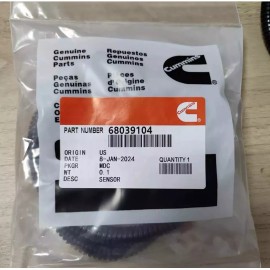 Genuine
Cummins
Parts
Repuestos
Genuinos
Cummins
Peças
Genuínas
Cummins
Pièces
d'origine
Cummins
Cummins
Cummins
PART NUMBER 68039104
ORIGIN US
DATE 8-JAN-2024 QUANTITY 1
PKGR MDC
WT 0.1
DESC SENSOR